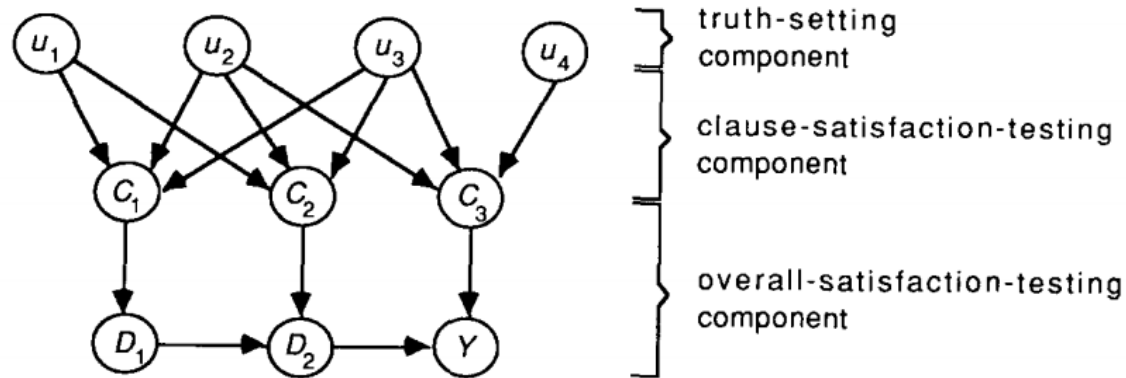 u1 u2 u3 u4
truth-setting
component
clause-satisfaction-testing
component
C1 C2 C3
overall-satisfaction-testing
component
D1 D2 Y